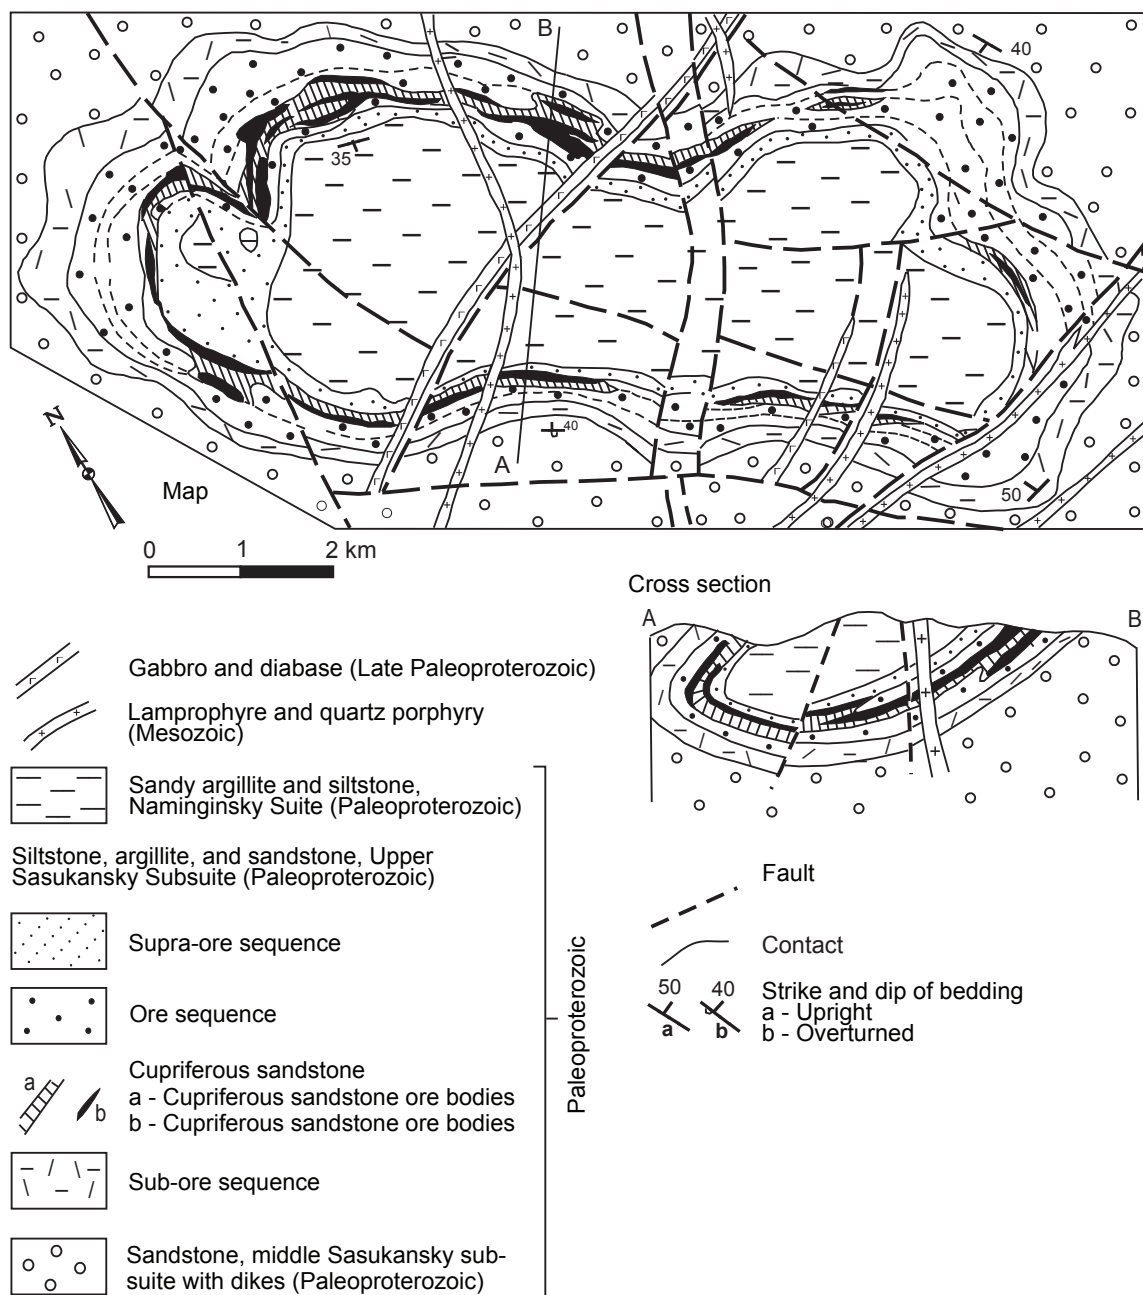 B
40
35
40
A
N
Map
50
0 1 2 km
Cross section
A B
Gabbro and diabase (Late Paleoproterozoic)
Lamprophyre and quartz porphyry
(Mesozoic)
Sandy argillite and siltstone,
Naminginsky Suite (Paleoproterozoic)
Siltstone, argillite, and sandstone, Upper
Sasukansky Subsuite (Paleoproterozoic)
Supra-ore sequence
Ore sequence
Cupriferous sandstone
a
a - Cupriferous sandstone ore bodies
b
b - Cupriferous sandstone ore bodies
Sub-ore sequence
Sandstone, middle Sasukansky sub-
suite with dikes (Paleoproterozoic)
Paleoproterozoic
Fault
Contact
50 40
a b
Strike and dip of bedding
a - Upright
b - Overturned